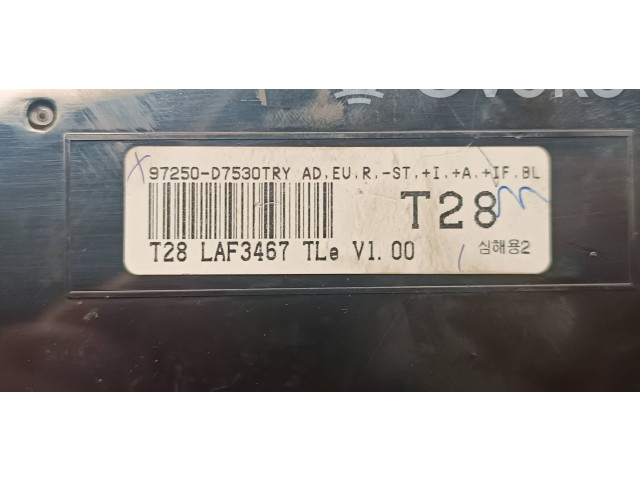 97250-D7530TRY AD.EU.R.-ST.+I.+A.+IF.BL
T28
T28 LAF3467 TLe V1.00
심해용2